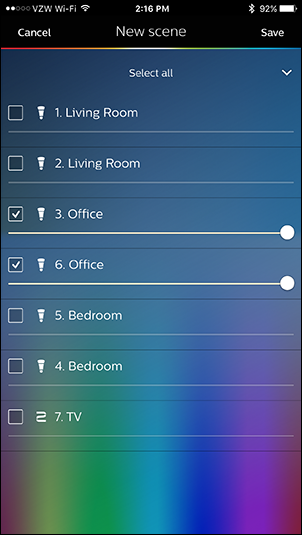 VZW Wi-Fi 2:16 PM 92%
Cancel New scene Save
Select all
1. Living Room
2. Living Room
3. Office
6. Office
5. Bedroom
4. Bedroom
7. TV